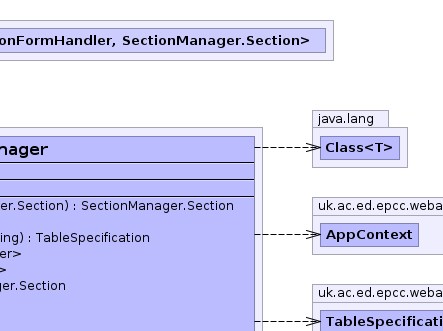 onFormHandler, SectionManager.Section>
java.lang
Class<T>
nager
er.Section) : SectionManager.Section
uk.ac.ed.epcc.weba
ing) : TableSpecification
AppContext
er>
>
ger.Section
uk.ac.ed.epcc.weba
TableSpecificati